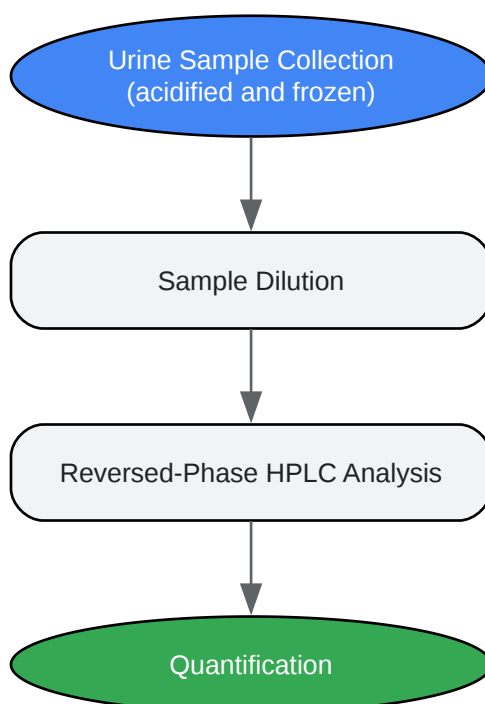 Urine Sample Collection
(acidified and frozen)
Sample Dilution
Reversed-Phase HPLC Analysis
Quantification